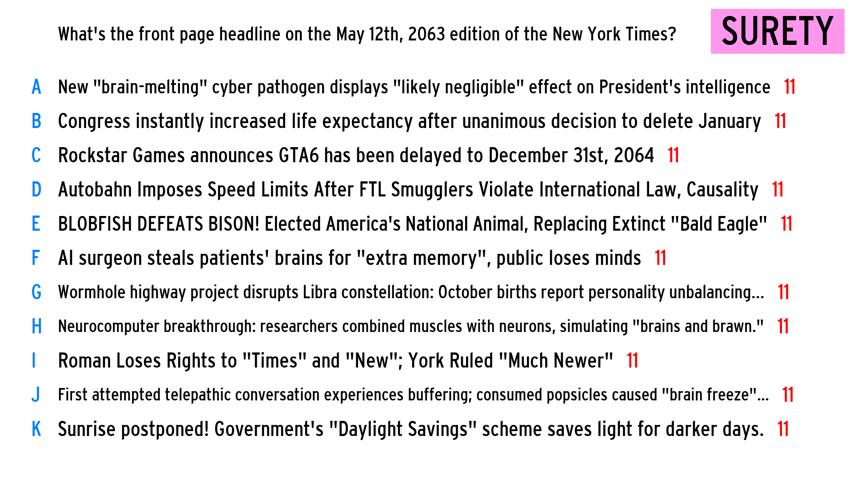 What's the front page headline on the May 12th, 2063 edition of the New York Times?
SURETY
A New "brain-melting" cyber pathogen displays "likely negligible" effect on President's intelligence 11
B Congress instantly increased life expectancy after unanimous decision to delete January 11
C Rockstar Games announces GTA6 has been delayed to December 31st, 2064 11
D Autobahn Imposes Speed Limits After FTL Smugglers Violate International Law, Causality 11
E BLOBFISH DEFEATS BISON! Elected America's National Animal, Replacing Extinct "Bald Eagle" 11
F AI surgeon steals patients' brains for "extra memory", public loses minds 11
G Wormhole highway project disrupts Libra constellation: October births report personality unbalancing... 11
H Neurocomputer breakthrough: researchers combined muscles with neurons, simulating "brains and brawn." 11
I Roman Loses Rights to "Times" and "New"; York Ruled "Much Newer" 11
J First attempted telepathic conversation experiences buffering; consumed popsicles caused "brain freeze"... 11
K Sunrise postponed! Government's "Daylight Savings" scheme saves light for darker days. 11